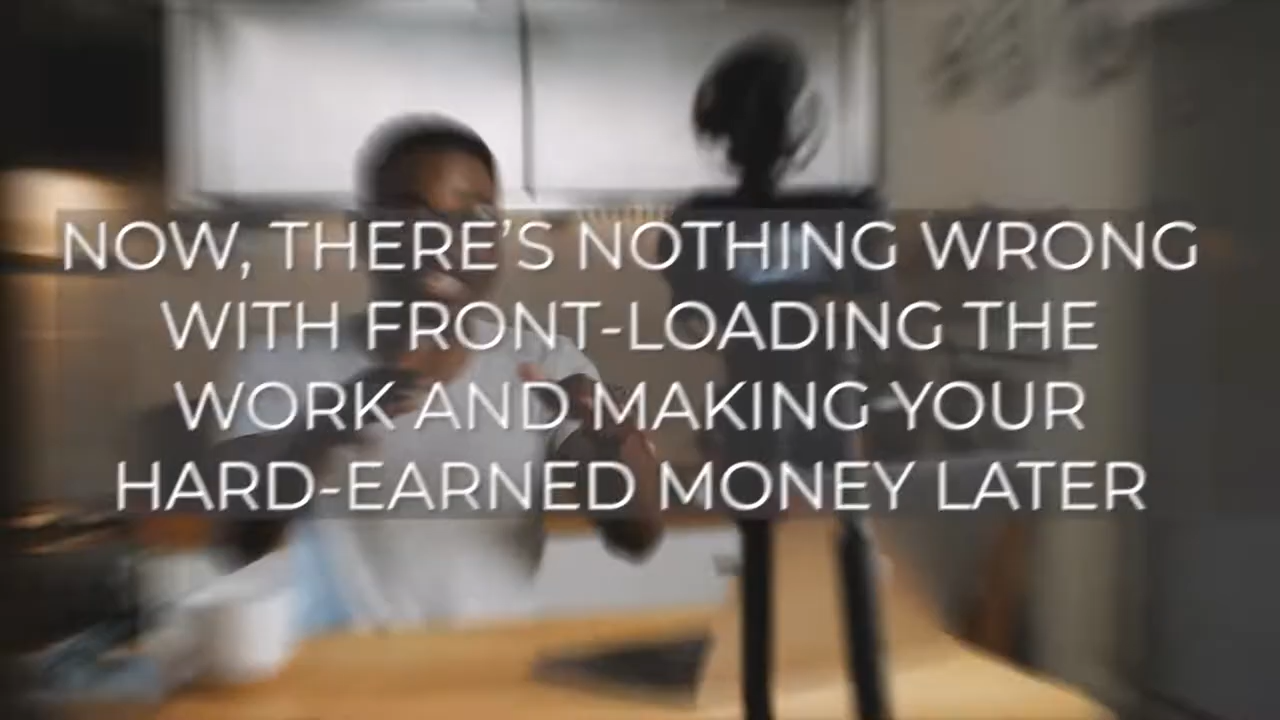 NOW, THERE’S NOTHING WRONG
WITH FRONT-LOADING THE
WORK AND MAKING YOUR
HARD-EARNED MONEY LATER